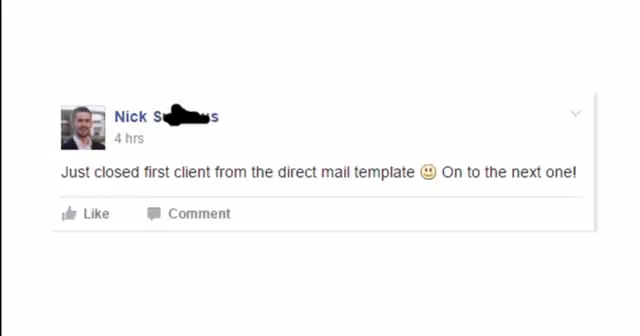 Nick
4 hrs
Just closed first client from the direct mail template On to the next one!
Like Comment